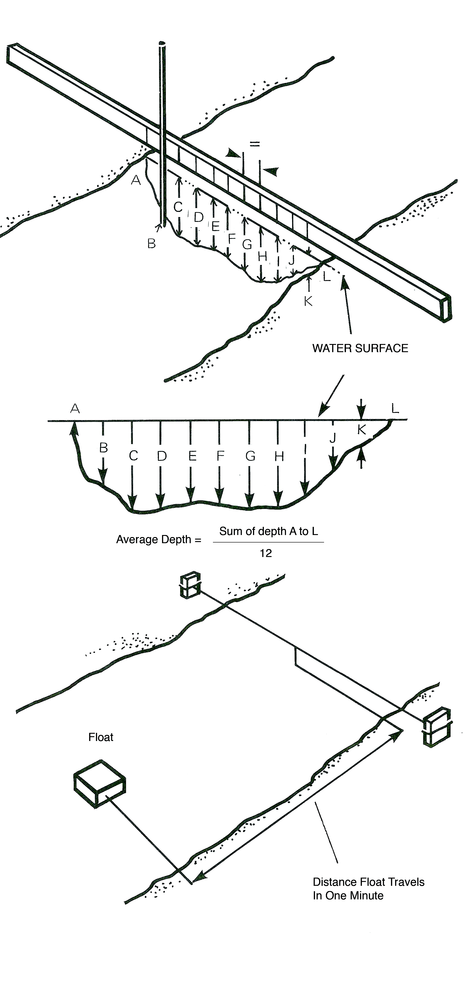 =
A
B
C
D
E
F
G
H
I
J
K
L
WATER SURFACE
A
B
C
D
E
F
G
H
I
J
K
L
Average Depth = Sum of depth A to L
12
Float
Distance Float Travels
In One Minute